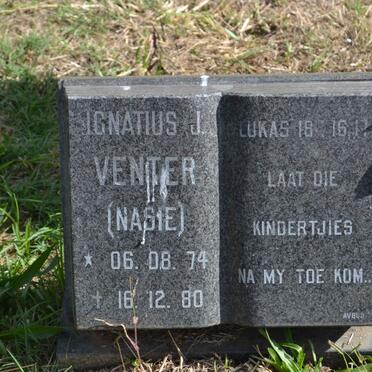 IGNATIUS J.
VENTER
(NASIE)
* 06. 08. 74
+ 16. 12. 80
LUKAS 18 16,17
LAAT DIE
KINDERTJIES
NA MY TOE KOM...